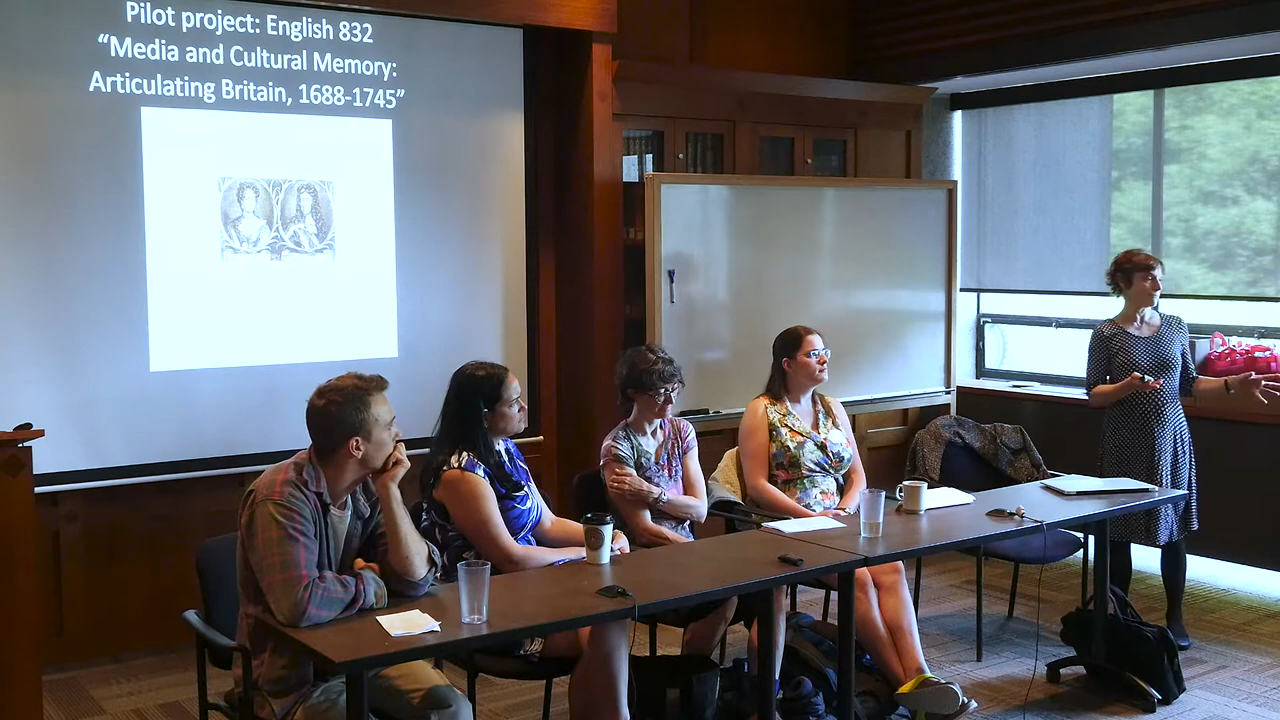 Pilot project: English 832
“Media and Cultural Memory:
Articulating Britain, 1688-1745”